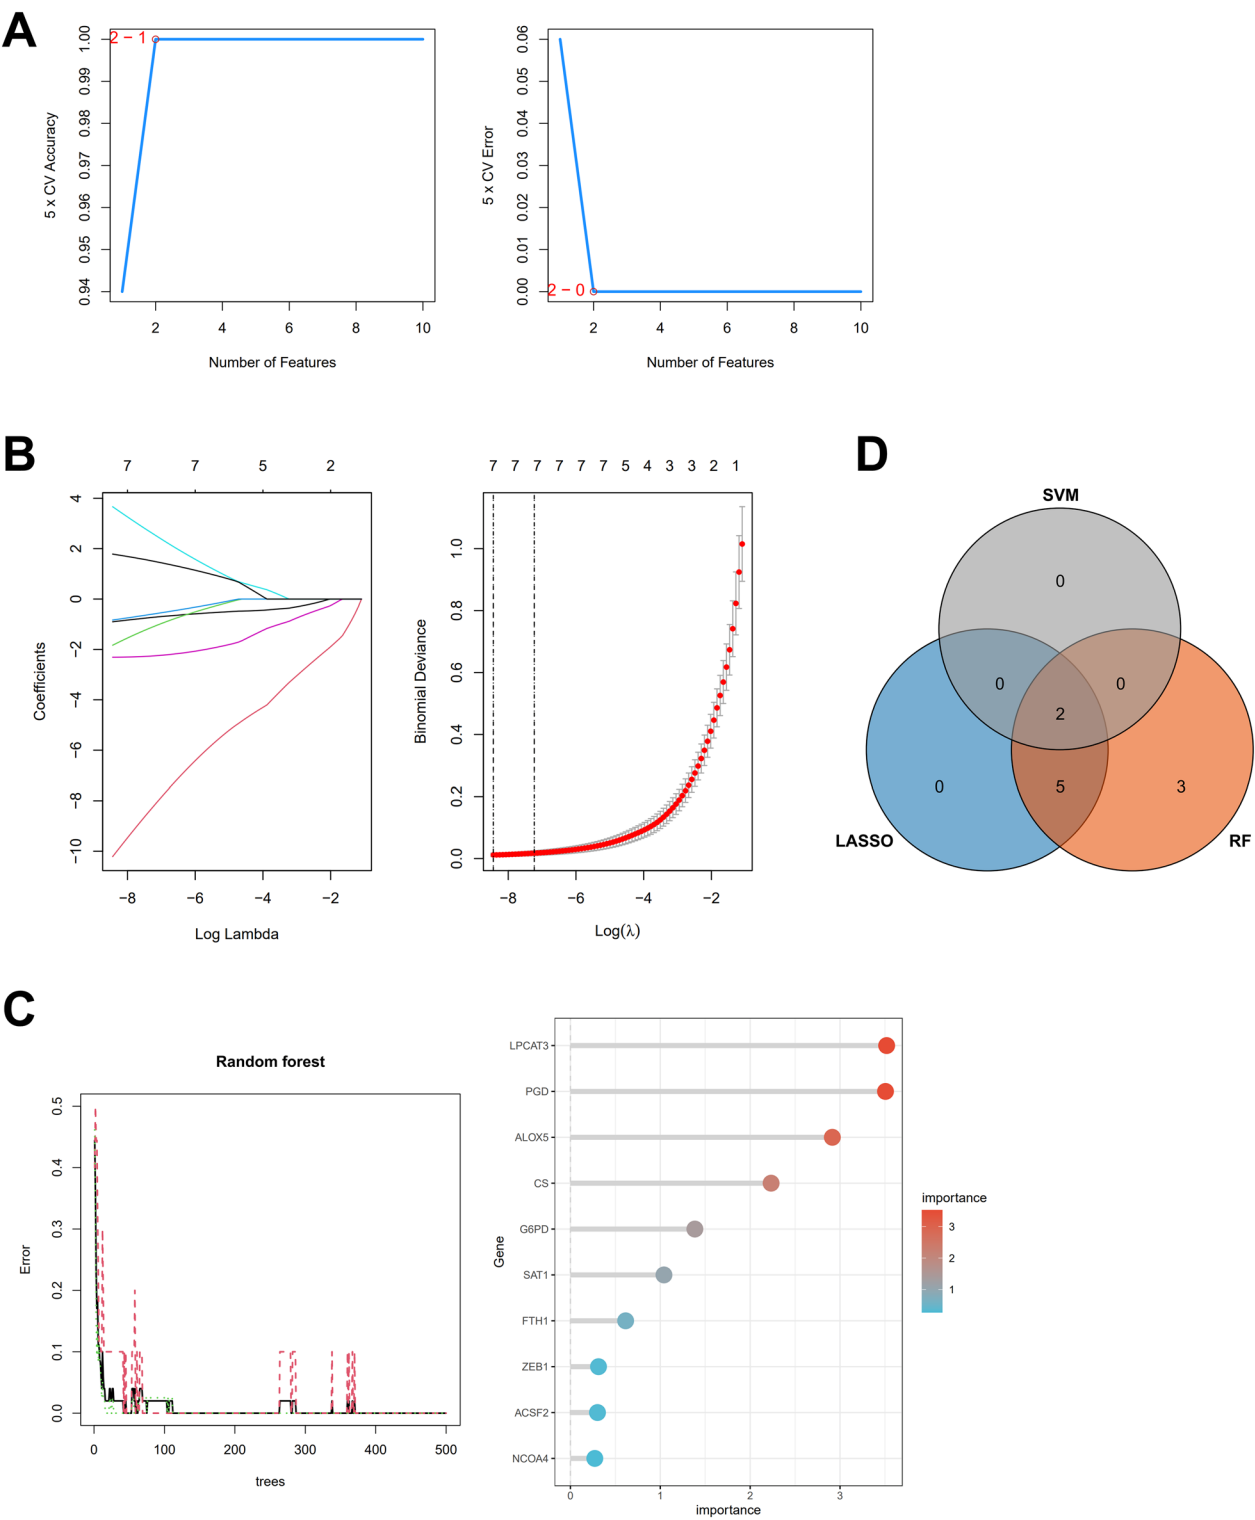 A
1.00
0.99
0.98
0.97
0.96
0.95
0.94
5 x CV Accuracy
2 − 1
2 4 6 8 10
Number of Features
0.06
0.05
0.04
0.03
0.02
0.01
0.00
5 x CV Error
2 − 0
2 4 6 8 10
Number of Features
B
7 7 5 2
4
2
0
−2
−4
−6
−8
−10
Coefficients
−8 −6 −4 −2
Log Lambda
7 7 7 7 7 7 5 4 3 3 2 1
1.0
0.8
0.6
0.4
0.2
0.0
Binomial Deviance
−8 −6 −4 −2
Log(λ)
D
SVM
0
0 0
2
0 5 3
LASSO
RF
C
Random forest
0.5
0.4
0.3
0.2
0.1
0.0
Error
0 100 200 300 400 500
trees
LPCAT3
PGD
ALOX5
CS
G6PD
SAT1
FTH1
ZEB1
ACSF2
NCOA4
Gene
0 1 2 3
importance
importance
3
2
1